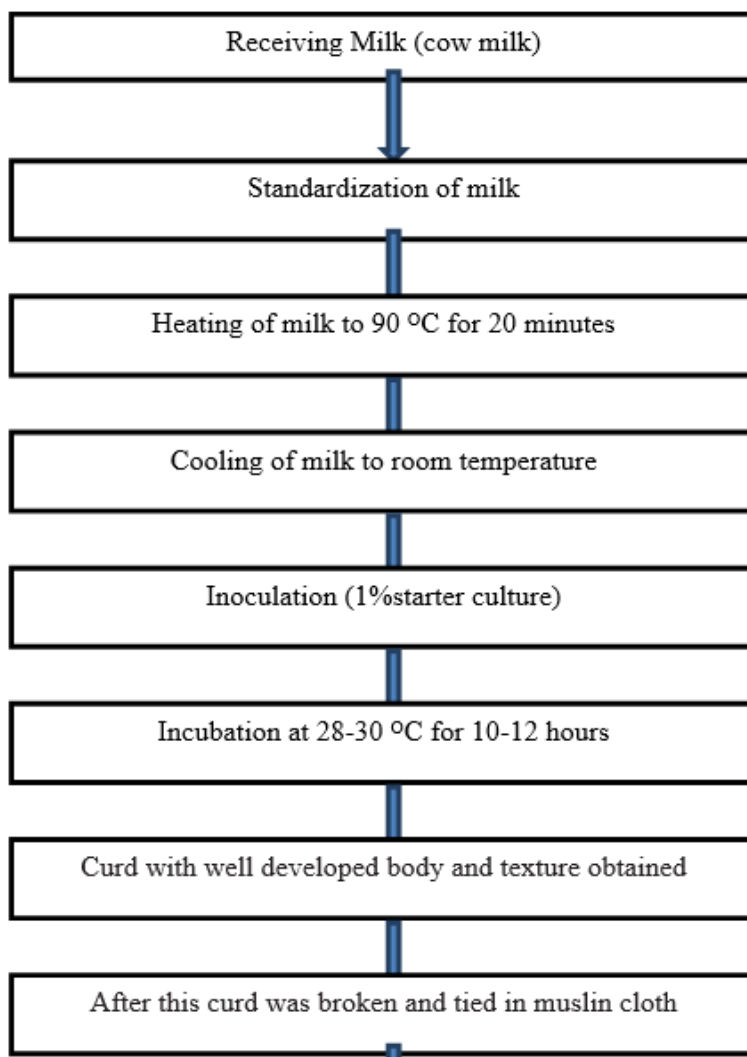 Receiving Milk (cow milk)
Standardization of milk
Heating of milk to 90 ᴼC for 20 minutes
Cooling of milk to room temperature
Inoculation (1%starter culture)
Incubation at 28-30 ᴼC for 10-12 hours
Curd with well developed body and texture obtained
After this curd was broken and tied in muslin cloth